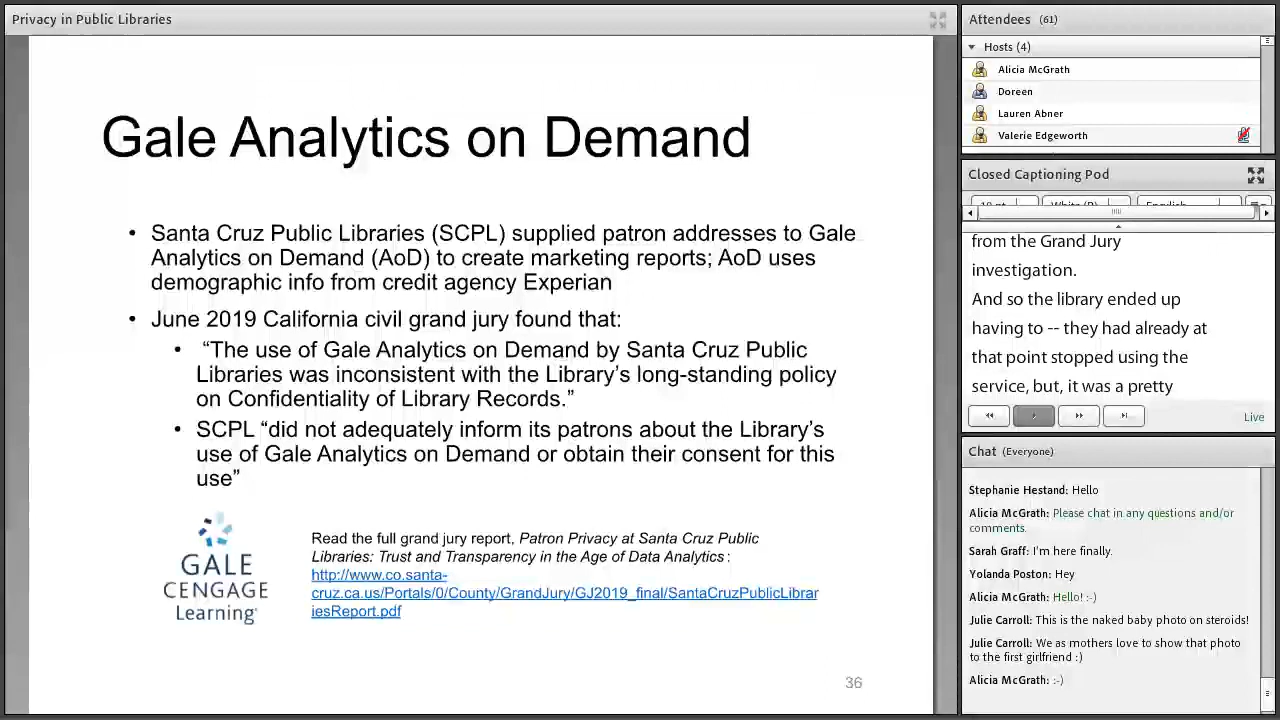 Privacy in Public Libraries
Gale Analytics on Demand
• Santa Cruz Public Libraries (SCPL) supplied patron addresses to Gale
Analytics on Demand (AoD) to create marketing reports; AoD uses
demographic info from credit agency Experian
• June 2019 California civil grand jury found that:
• “The use of Gale Analytics on Demand by Santa Cruz Public
Libraries was inconsistent with the Library’s long-standing policy
on Confidentiality of Library Records.”
• SCPL “did not adequately inform its patrons about the Library’s
use of Gale Analytics on Demand or obtain their consent for this
use”
GALE
CENGAGE
Learning®
Read the full grand jury report, Patron Privacy at Santa Cruz Public
Libraries: Trust and Transparency in the Age of Data Analytics:
http://www.co.santa-
cruz.ca.us/Portals/0/County/GrandJury/GJ2019_final/SantaCruzPublicLibrar
iesReport.pdf
36
Attendees (61)
Hosts (4)
Alicia McGrath
Doreen
Lauren Abner
Valerie Edgeworth
Closed Captioning Pod
from the Grand Jury
investigation.
And so the library ended up
having to -- they had already at
that point stopped using the
service, but, it was a pretty
Live
Chat (Everyone)
Stephanie Hestand: Hello
Alicia McGrath: Please chat in any questions and/or
comments.
Sarah Graff: I'm here finally.
Yolanda Poston: Hey
Alicia McGrath: Hello! :-)
Julie Carroll: This is the naked baby photo on steroids!
Julie Carroll: We as mothers love to show that photo
to the first girlfriend :)
Alicia McGrath: :-)